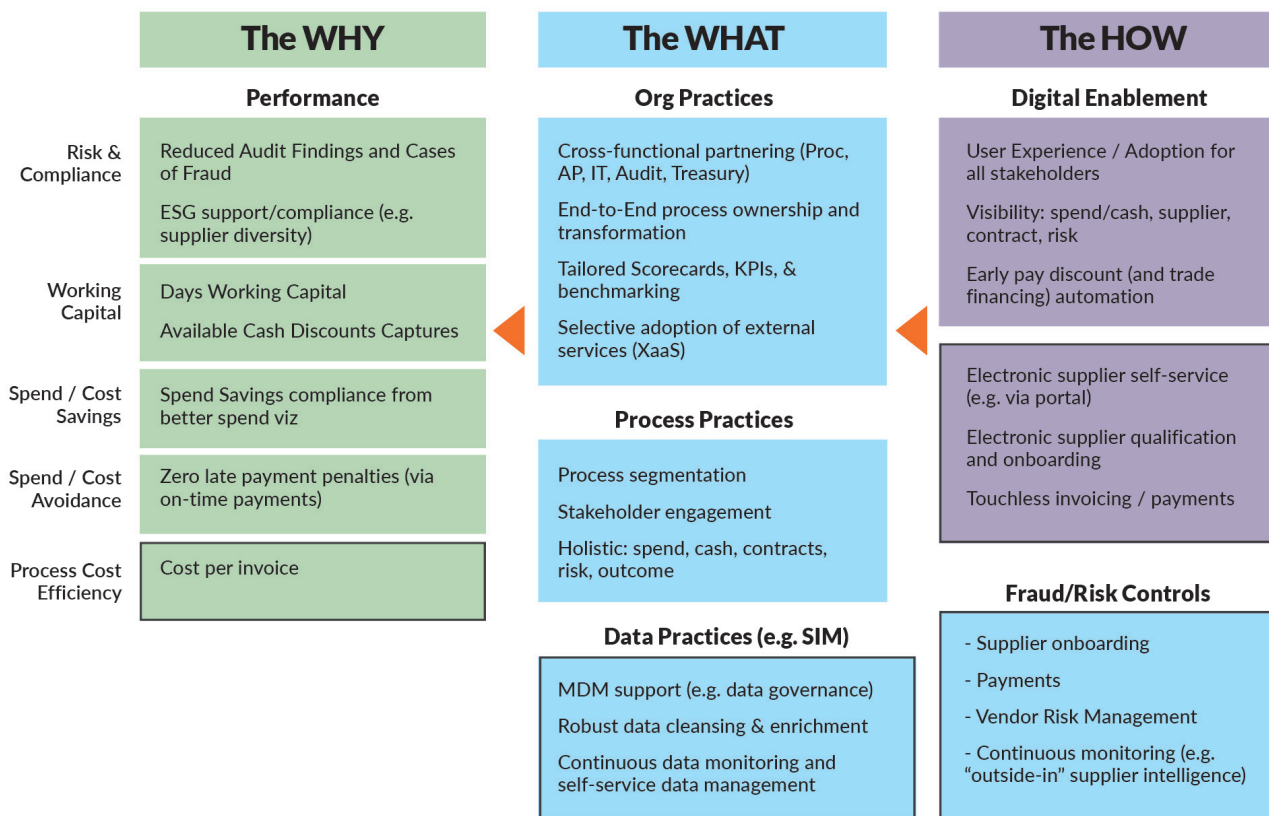 The WHY
The WHAT
The HOW
Performance
Risk &
Compliance
Reduced Audit Findings and Cases
of Fraud
ESG support/compliance (e.g.
supplier diversity)
Working
Capital
Days Working Capital
Available Cash Discounts Captures
Spend / Cost
Savings
Spend Savings compliance from
better spend viz
Spend / Cost
Avoidance
Zero late payment penalties (via
on-time payments)
Process Cost
Efficiency
Cost per invoice
Org Practices
Cross-functional partnering (Proc,
AP, IT, Audit, Treasury)
End-to-End process ownership and
transformation
Tailored Scorecards, KPIs, &
benchmarking
Selective adoption of external
services (XaaS)
Process Practices
Process segmentation
Stakeholder engagement
Holistic: spend, cash, contracts,
risk, outcome
Data Practices (e.g. SIM)
MDM support (e.g. data governance)
Robust data cleansing & enrichment
Continuous data monitoring and
self-service data management
Digital Enablement
User Experience / Adoption for
all stakeholders
Visibility: spend/cash, supplier,
contract, risk
Early pay discount (and trade
financing) automation
Electronic supplier self-service
(e.g. via portal)
Electronic supplier qualification
and onboarding
Touchless invoicing / payments
Fraud/Risk Controls
- Supplier onboarding
- Payments
- Vendor Risk Management
- Continuous monitoring (e.g.
“outside-in” supplier intelligence)